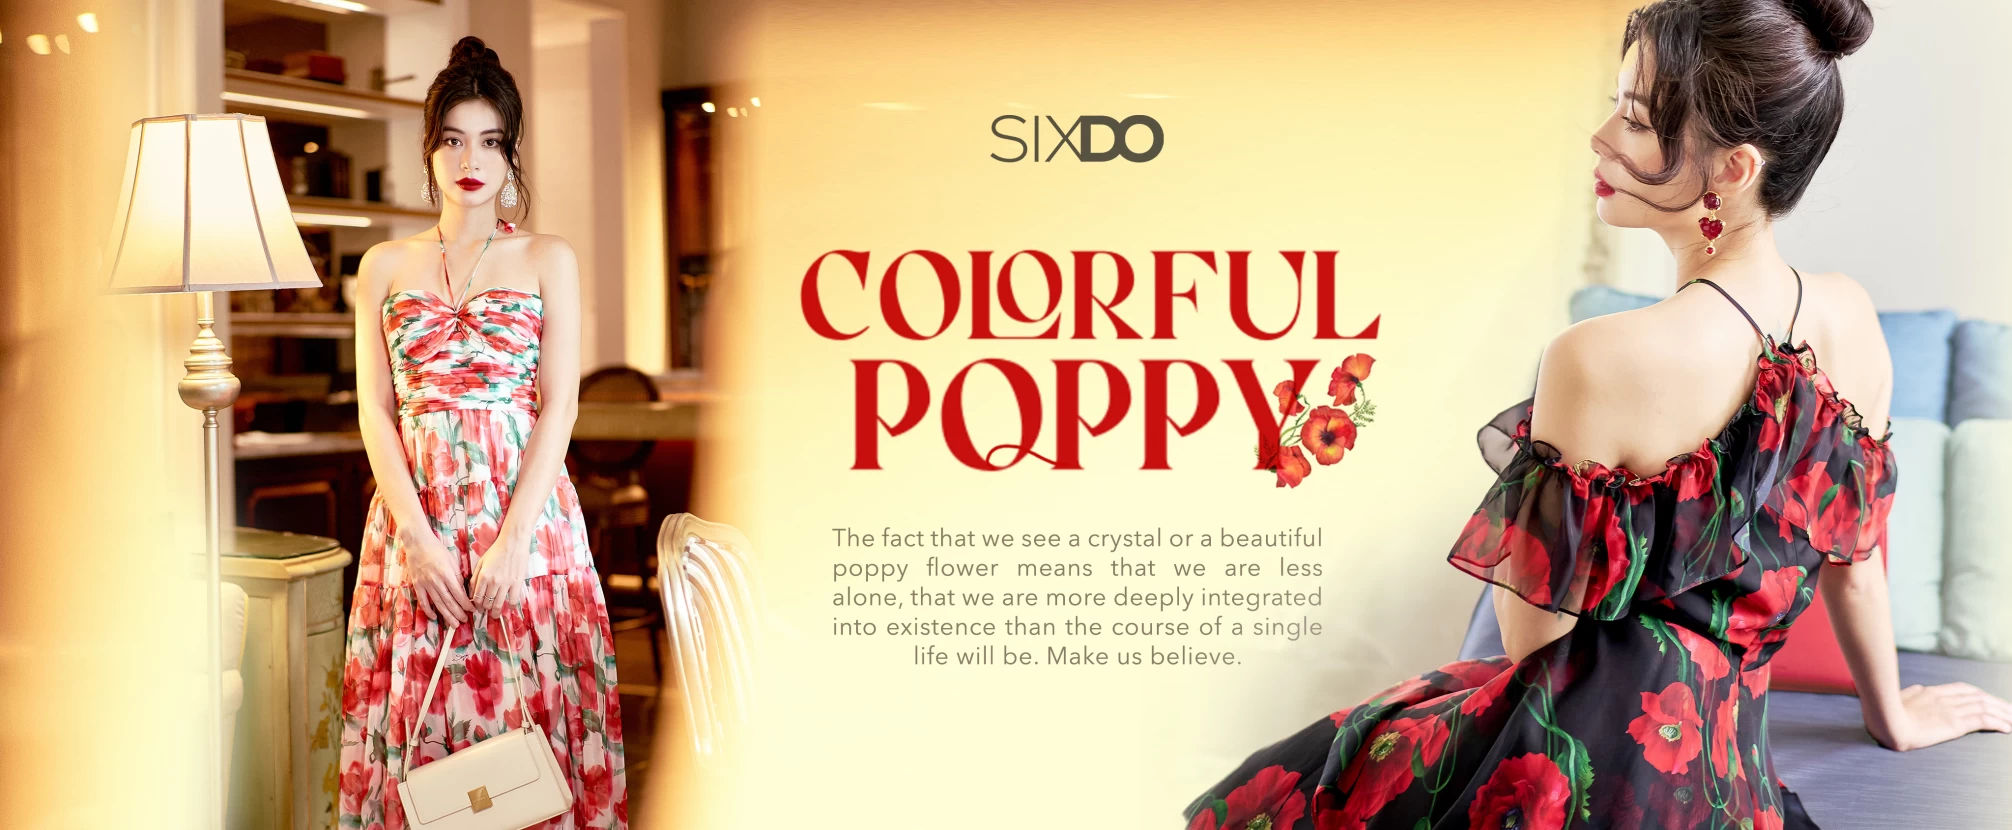 SIXDO
COLORFUL
POPPY
The fact that we see a crystal or a beautiful
poppy flower means that we are less
alone, that we are more deeply integrated
into existence than the course of a single
life will be. Make us believe.